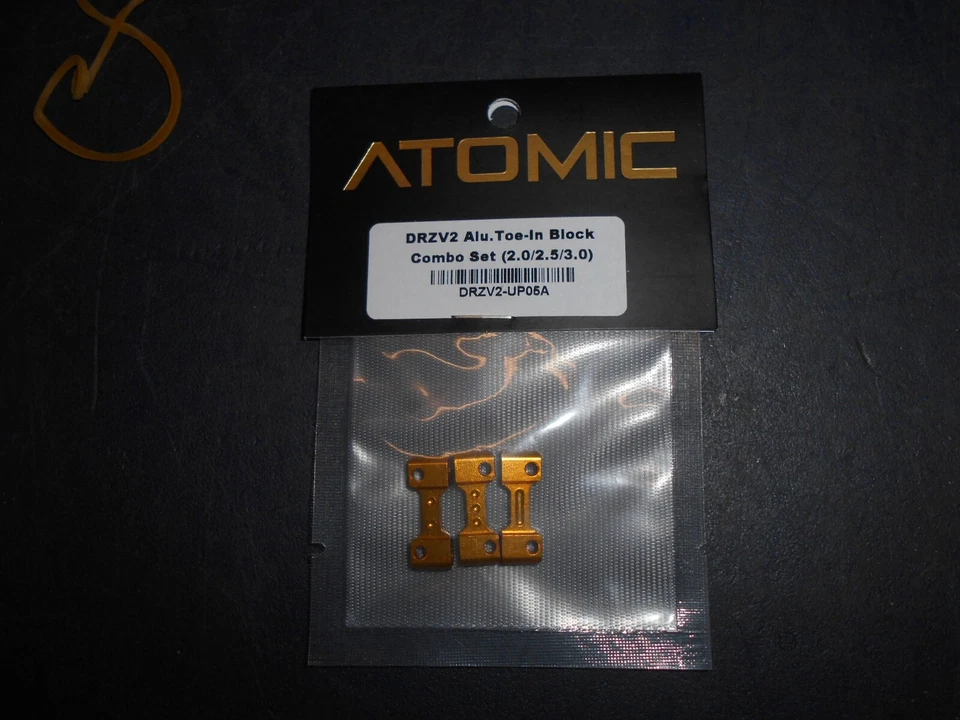 ATOMIC
DRZV2 Alu.Toe-In Block
Combo Set (2.0/2.5/3.0)
DRZV2-UP05A